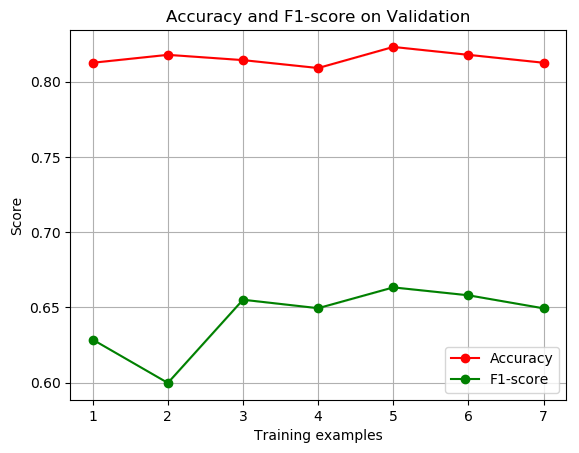 Accuracy and F1-score on Validation
Score
0.80
0.75
0.70
0.65
0.60
Accuracy
F1-score
1 2 3 4 5 6 7
Training examples